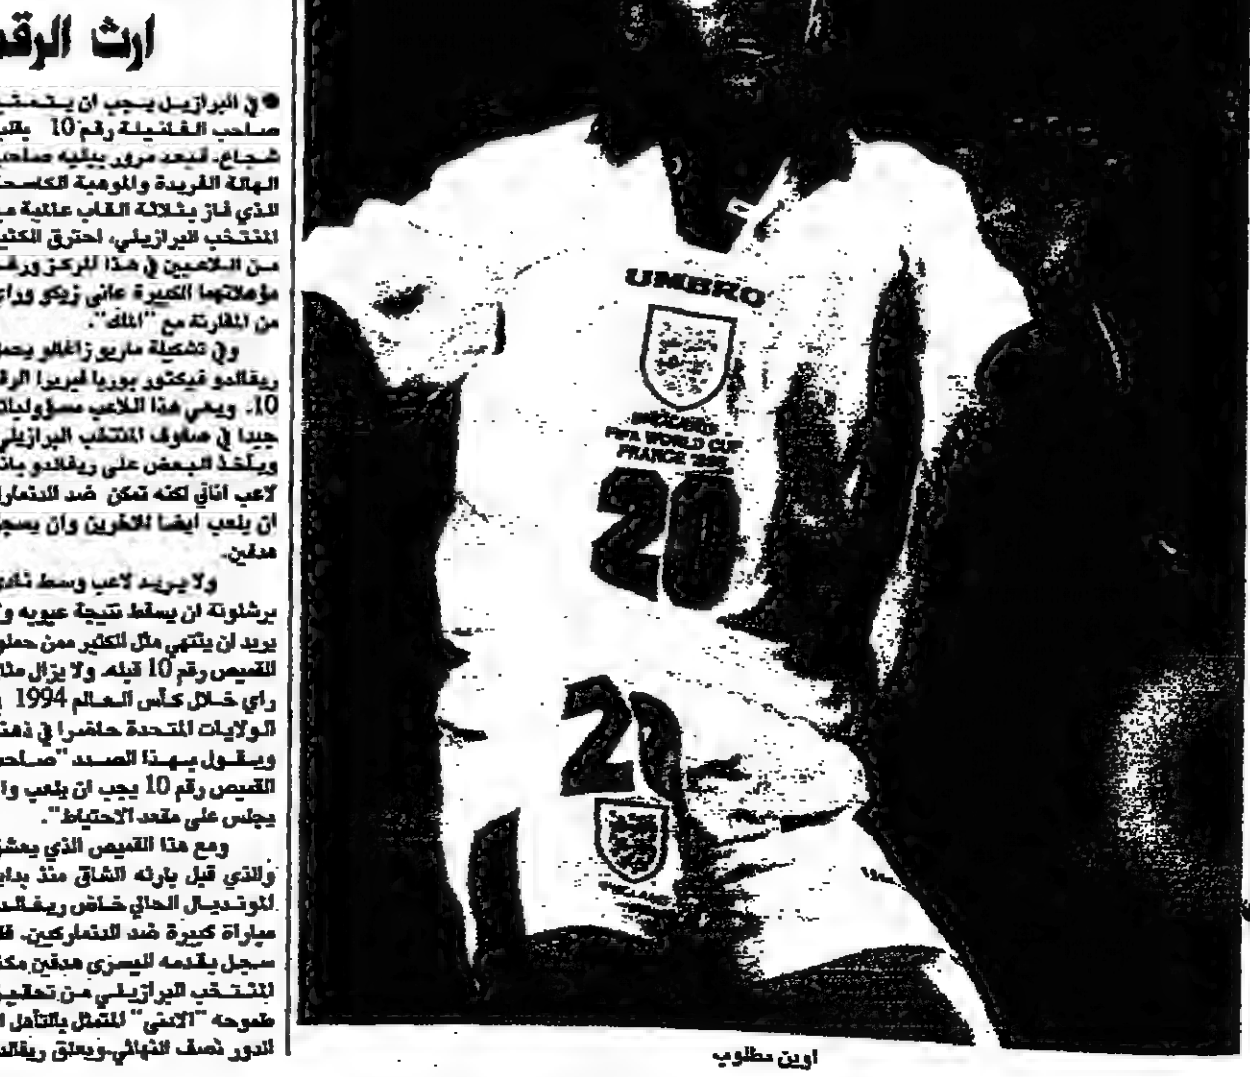 ارث الرقم
● في البرازيل يجب ان يتمتع
صاحب الفانيلة رقم 10 بقلب
شجاع. فبعد مرور بيليه صاحب
الهالة الفريدة والموهبة الكاسحة
الذي فاز بثلاثة القاب عالمية مع
المنتخب البرازيلي، احترق الكثير
من اللاعبين في هذا المركز ورغم
مؤهلاتهما الكبيرة عانى زيكو وراي
من المقارنة مع "الملك".
وفي تشكيلة ماريو زاغالو يحمل
ريفالدو فيكتور بوربا فيريرا الرقم
10. ويعي هذا اللاعب مسؤولياته
جيدا في صفوف المنتخب البرازيلي
ويأخذ البعض على ريفالدو بانه
لاعب اناني لكنه تمكن ضد الدنمارك
ان يلعب ايضا للاخرين وان يسجل
هدفين.
ولا يريد لاعب وسط نادي
برشلونة ان يسقط نتيجة عيوبه ولا
يريد ان ينتهي مثل الكثير ممن حملوا
القميص رقم 10 قبله. ولا يزال مثال
راي خلال كأس العالم 1994
الولايات المتحدة حاضرا في ذهنه
ويقول بهذا الصدد "صاحب
القميص رقم 10 يجب ان يلعب والا
يجلس على مقعد الاحتياط".
ومع هذا القميص الذي يعشق
والذي قبل بارثه الشاق منذ بداية
المونديال الحالي خاض ريفالدو
مباراة كبيرة ضد الدنماركيين. فقد
سجل بقدمه اليسرى هدفين مكنا
المنتخب البرازيلي من تحقيق
طموحه "الادنى" المتمثل بالتأهل الى
الدور نصف النهائي. ويعلق ريفالدو
UMBRO
FIFA WORLD CUP
FRANCE
20
2
ENGLAND
اوين مطلوب